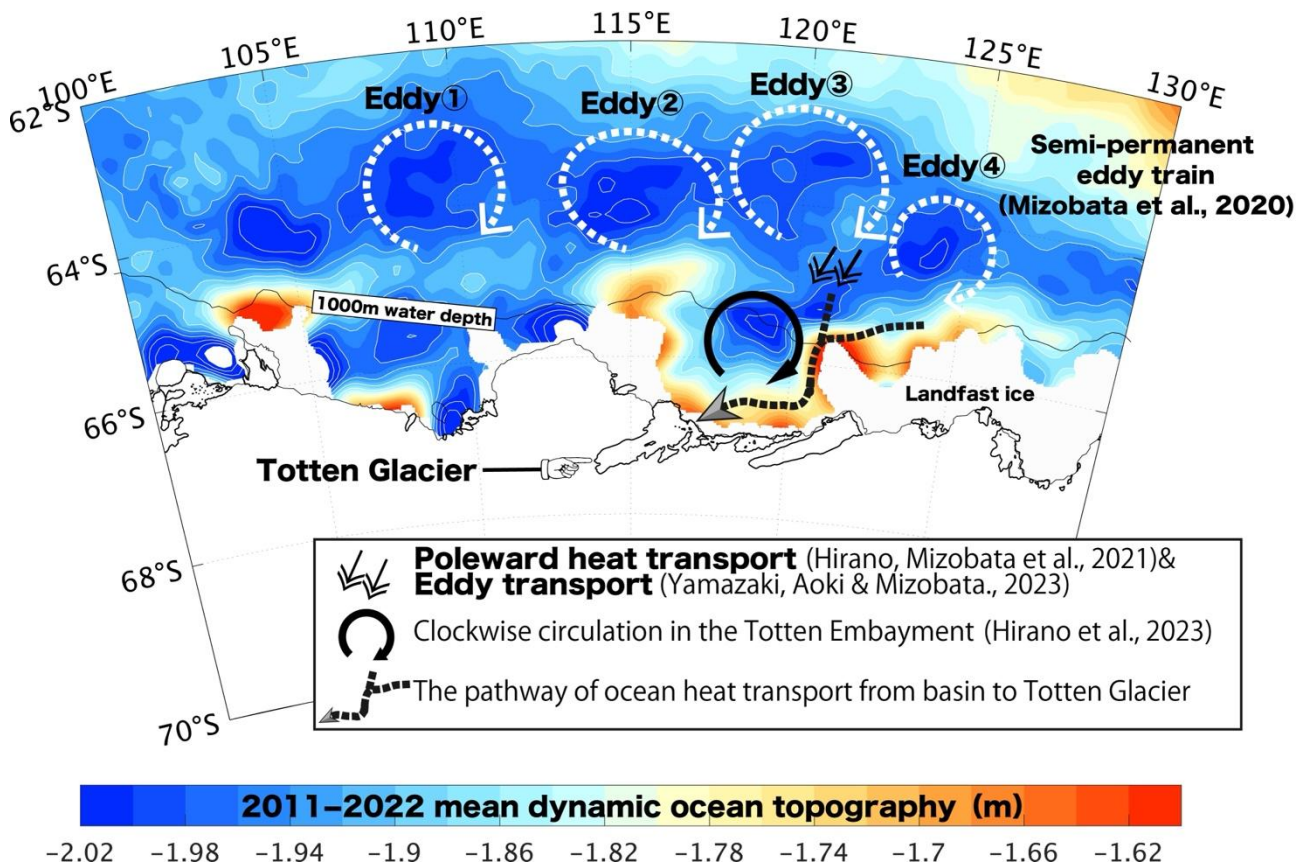 100°E
105°E
110°E
115°E
120°E
125°E
130°E
62°S
64°S
66°S
68°S
70°S
Eddy①
Eddy②
Eddy③
Eddy④
Semi-permanent
eddy train
(Mizobata et al., 2020)
1000m water depth
Landfast ice
Totten Glacier
Poleward heat transport (Hirano, Mizobata et al., 2021)&
Eddy transport (Yamazaki, Aoki & Mizobata., 2023)
Clockwise circulation in the Totten Embayment (Hirano et al., 2023)
The pathway of ocean heat transport from basin to Totten Glacier
2011–2022 mean dynamic ocean topography (m)
−2.02 −1.98 −1.94 −1.9 −1.86 −1.82 −1.78 −1.74 −1.7 −1.66 −1.62